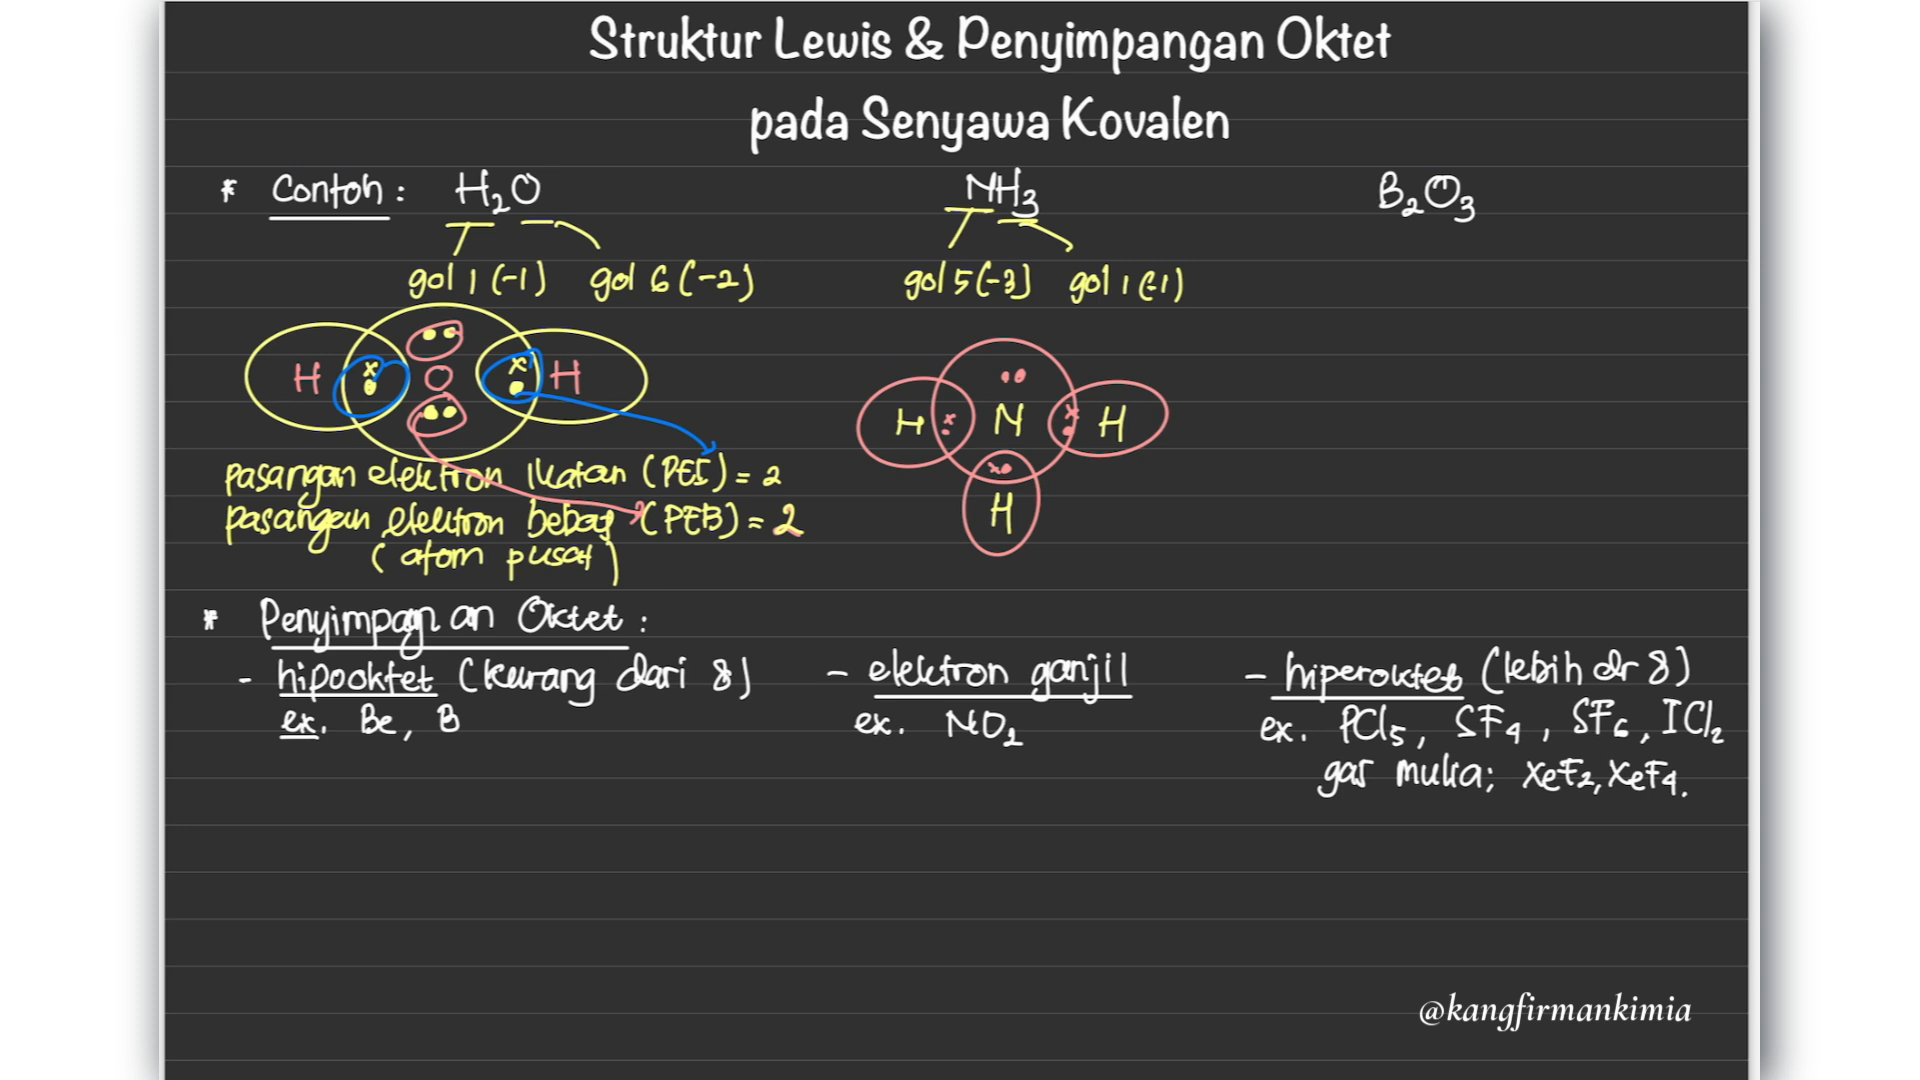 Struktur Lewis & Penyimpangan Oktet
pada Senyawa Kovalen
* Contoh : H₂O NH₃ B₂O₃
gol 1 (-1) gol 6 (-2) gol 5 (-3) gol 1 (-1)
H O H
H N H
H
pasangan elektron Ikatan (PEI) = 2
pasangan elektron bebas (PEB) = 2
(atom pusat)
* Penyimpangan Oktet :
- hipooktet (kurang dari 8)
ex. Be, B
- elektron ganjil
ex. NO₂
- hiperoktet (lebih dr 8)
ex. PCl₅, SF₄, SF₆, ICl₂
gas mulia; XeF₂, XeF₄.
@kangfirmankimia